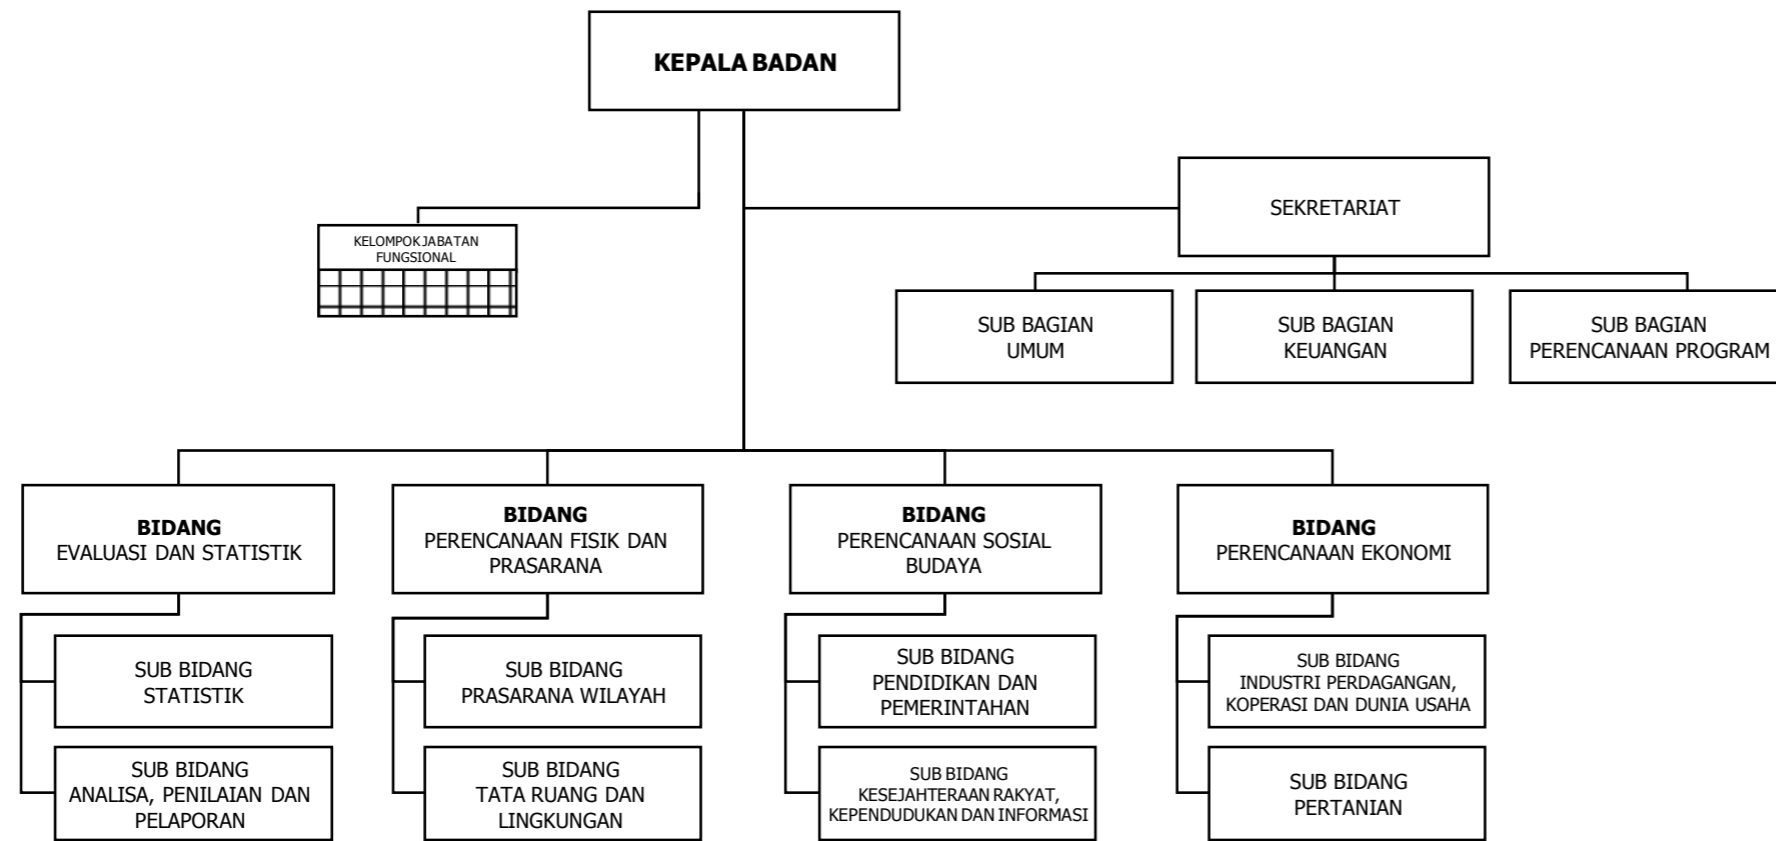 KEPALA BADAN
SEKRETARIAT
KELOMPOK JABATAN
FUNGSIONAL
SUB BAGIAN
UMUM
SUB BAGIAN
KEUANGAN
SUB BAGIAN
PERENCANAAN PROGRAM
BIDANG
EVALUASI DAN STATISTIK
BIDANG
PERENCANAAN FISIK DAN
PRASARANA
BIDANG
PERENCANAAN SOSIAL
BUDAYA
BIDANG
PERENCANAAN EKONOMI
SUB BIDANG
STATISTIK
SUB BIDANG
PRASARANA WILAYAH
SUB BIDANG
PENDIDIKAN DAN
PEMERINTAHAN
SUB BIDANG
INDUSTRI PERDAGANGAN,
KOPERASI DAN DUNIA USAHA
SUB BIDANG
ANALISA, PENILAIAN DAN
PELAPORAN
SUB BIDANG
TATA RUANG DAN
LINGKUNGAN
SUB BIDANG
KESEJAHTERAAN RAKYAT,
KEPENDUDUKAN DAN INFORMASI
SUB BIDANG
PERTANIAN